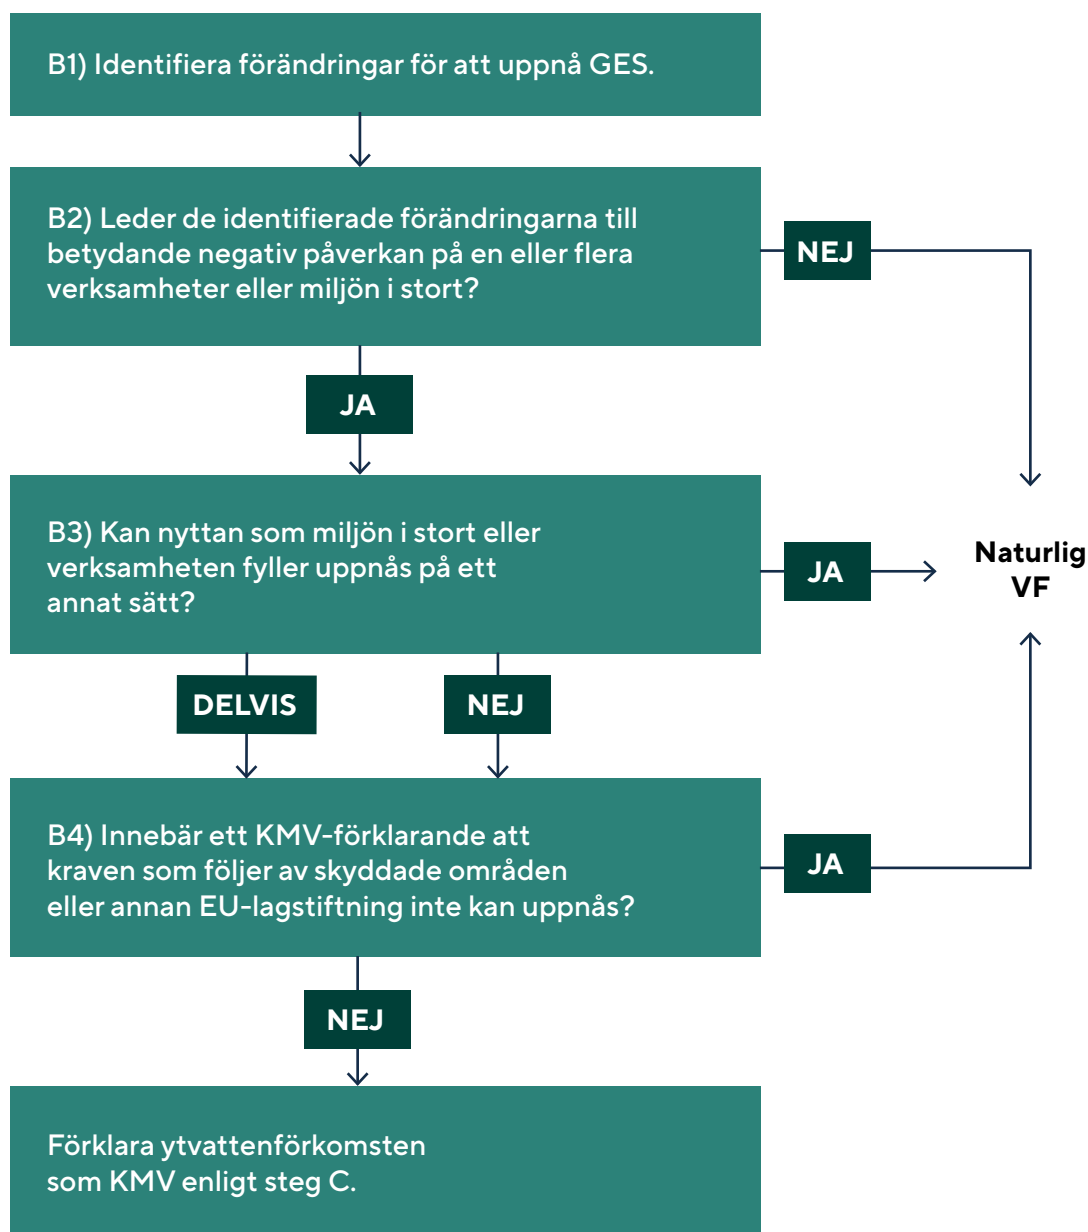 B1) Identifiera förändringar för att uppnå GES.
B2) Leder de identifierade förändringarna till
betydande negativ påverkan på en eller flera
verksamheter eller miljön i stort?
NEJ
JA
B3) Kan nyttan som miljön i stort eller
verksamheten fyller uppnås på ett
annat sätt?
JA
Naturlig
VF
DELVIS
NEJ
B4) Innebär ett KMV-förklarande att
kraven som följer av skyddade områden
eller annan EU-lagstiftning inte kan uppnås?
JA
NEJ
Förklara ytvattenförkomsten
som KMV enligt steg C.